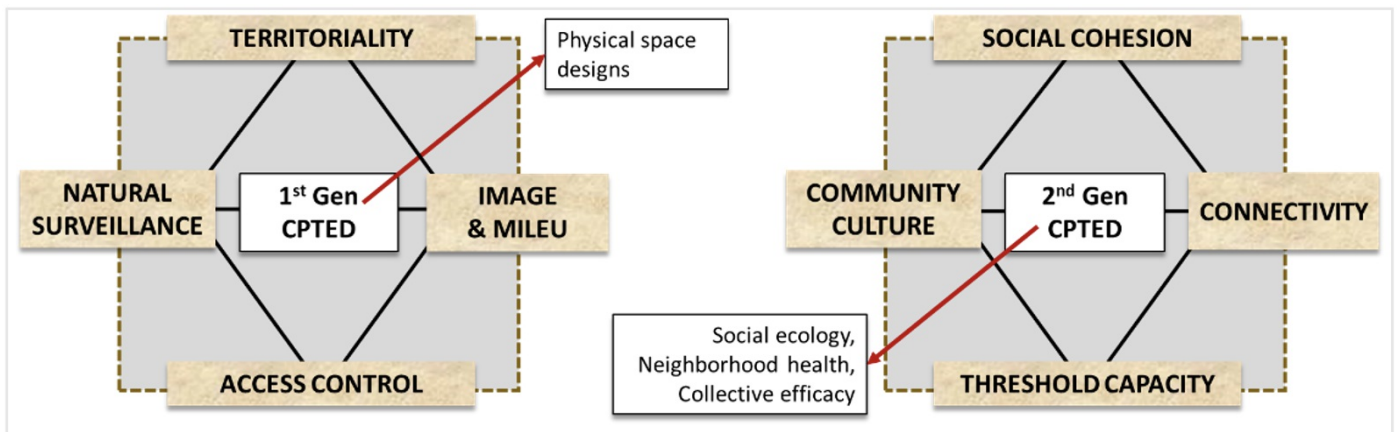 TERRITORIALITY
Physical space
designs
NATURAL
SURVEILLANCE
1st Gen
CPTED
IMAGE
& MILEU
ACCESS CONTROL
SOCIAL COHESION
COMMUNITY
CULTURE
2nd Gen
CPTED
CONNECTIVITY
Social ecology,
Neighborhood health,
Collective efficacy
THRESHOLD CAPACITY